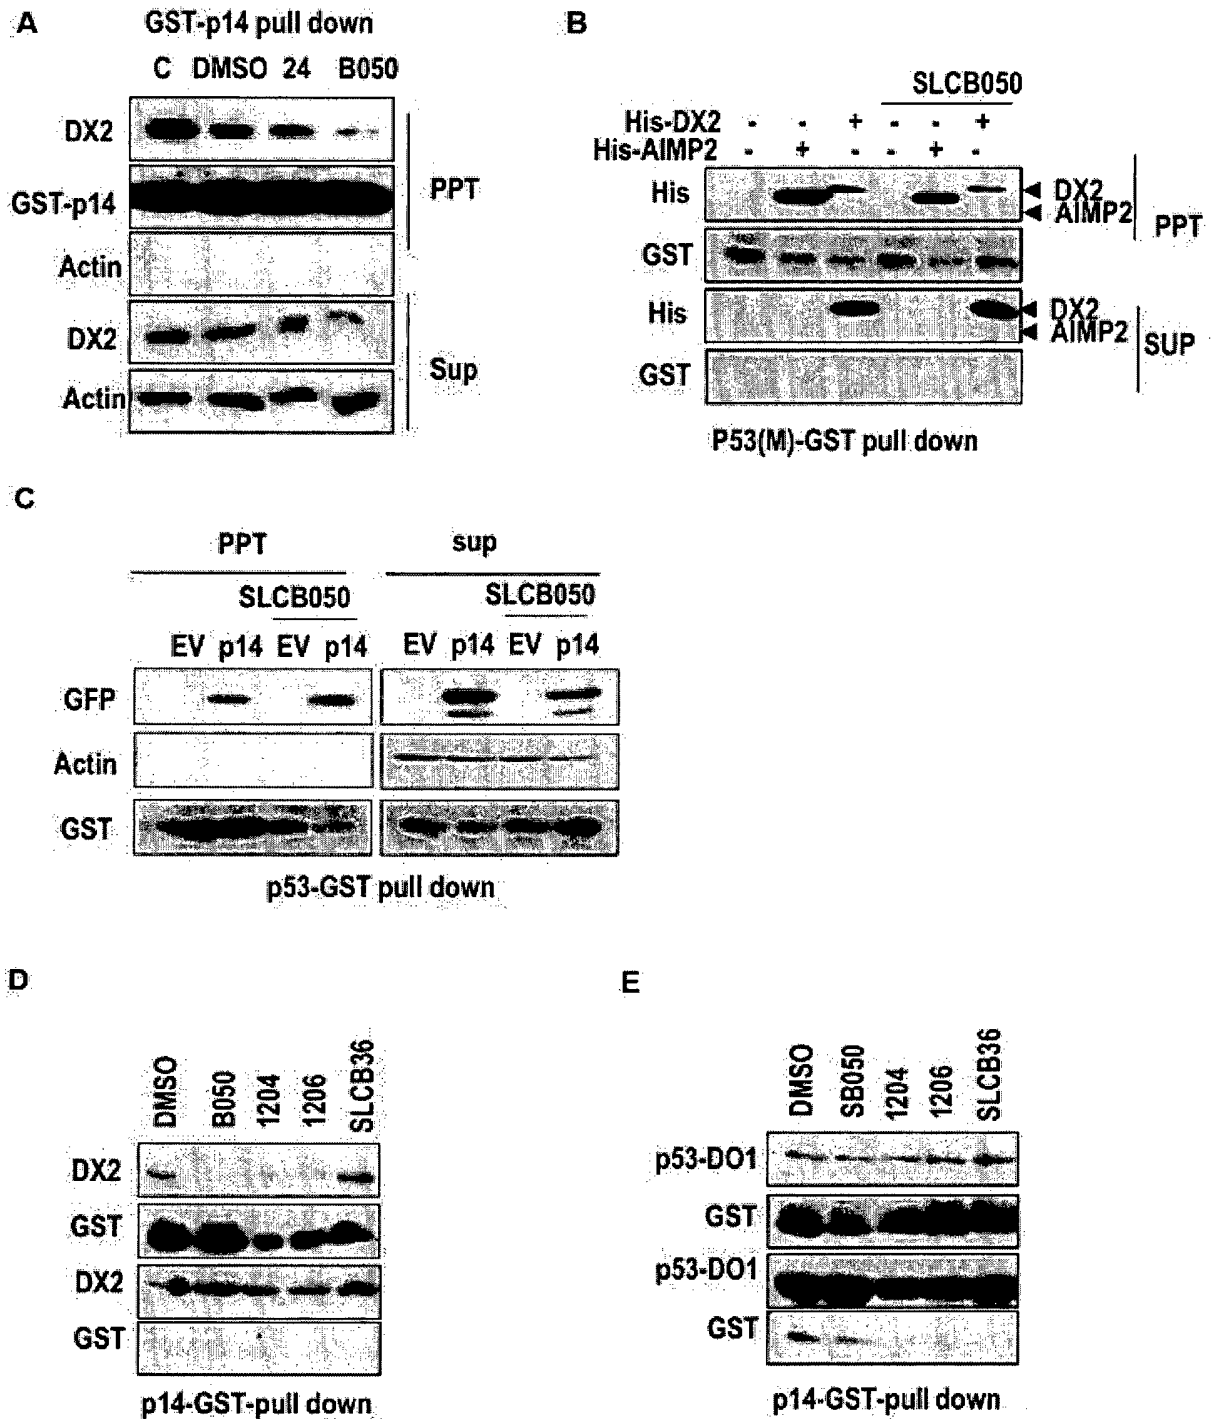 A
GST-p14 pull down
C DMSO 24 B050
DX2
GST-p14
Actin
PPT
DX2
Actin
Sup
B
SLCB050
His-DX2 - - + - - +
His-AIMP2 - + - - + -
His
DX2
AIMP2
GST
PPT
His
DX2
AIMP2
GST
SUP
P53(M)-GST pull down
C
PPT sup
SLCB050 SLCB050
EV p14 EV p14 EV p14 EV p14
GFP
Actin
GST
p53-GST pull down
D
DMSO B050 1204 1206 SLCB36
DX2
GST
DX2
GST
p14-GST-pull down
E
DMSO SB050 1204 1206 SLCB36
p53-DO1
GST
p53-DO1
GST
p14-GST-pull down